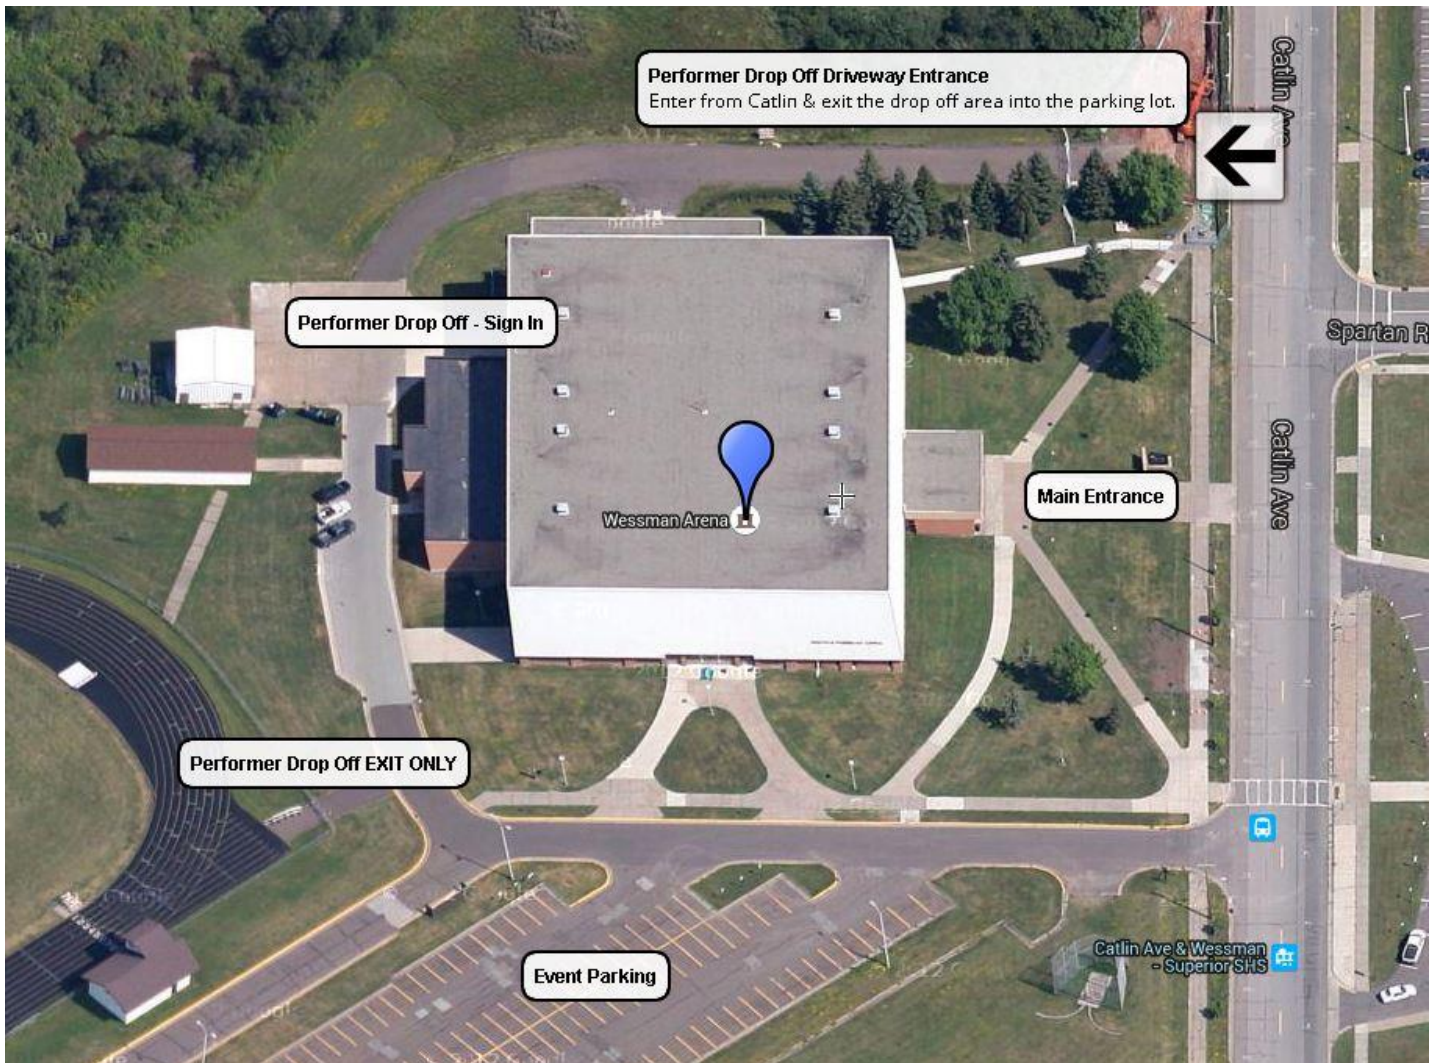 Performer Drop Off Driveway Entrance
Enter from Catlin & exit the drop off area into the parking lot.
Catlin Ave
Performer Drop Off - Sign In
Spartan R
Catlin Ave
Main Entrance
Wessman Arena
Performer Drop Off EXIT ONLY
Catlin Ave & Wessman
- Superior SHS
Event Parking